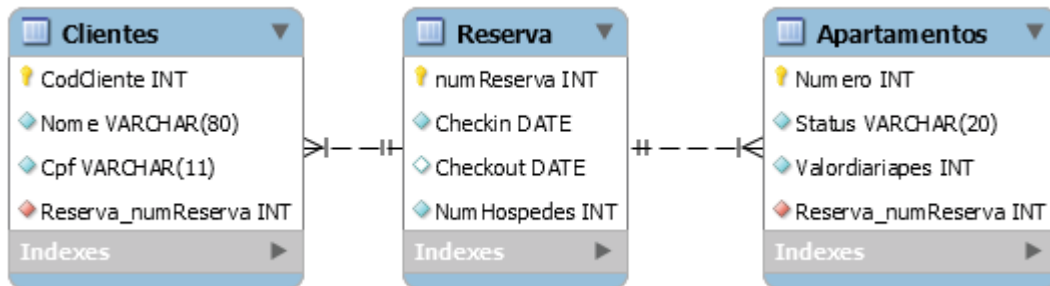 Clientes
CodCliente INT
Nome VARCHAR(80)
Cpf VARCHAR(11)
Reserva_numReserva INT
Indexes
Reserva
numReserva INT
Checkin DATE
Checkout DATE
NumHospedes INT
Indexes
Apartamentos
Numero INT
Status VARCHAR(20)
Valordiariapes INT
Reserva_numReserva INT
Indexes